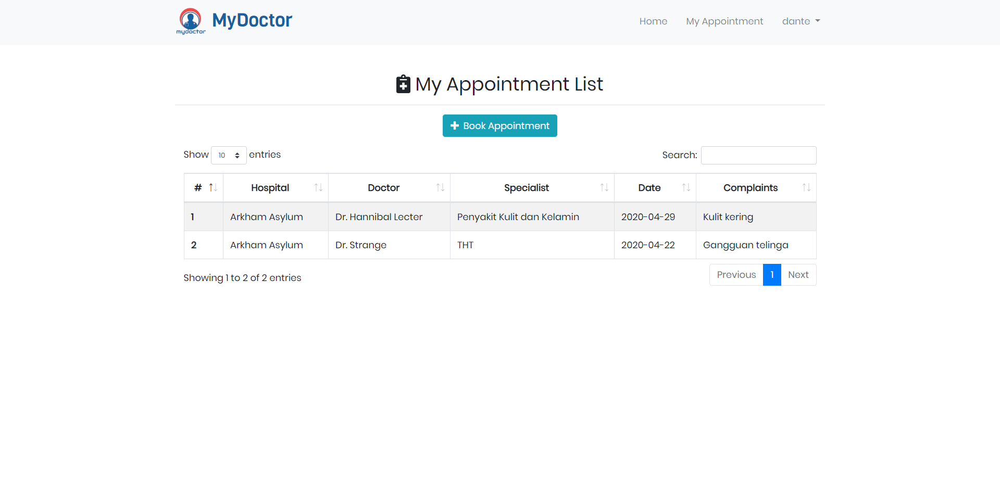 mydoctor MyDoctor Home My Appointment dante
My Appointment List
Book Appointment
Show 10 entries Search:
# Hospital Doctor Specialist Date Complaints
1 Arkham Asylum Dr. Hannibal Lecter Penyakit Kulit dan Kelamin 2020-04-29 Kulit kering
2 Arkham Asylum Dr. Strange THT 2020-04-22 Gangguan telinga
Showing 1 to 2 of 2 entries Previous 1 Next